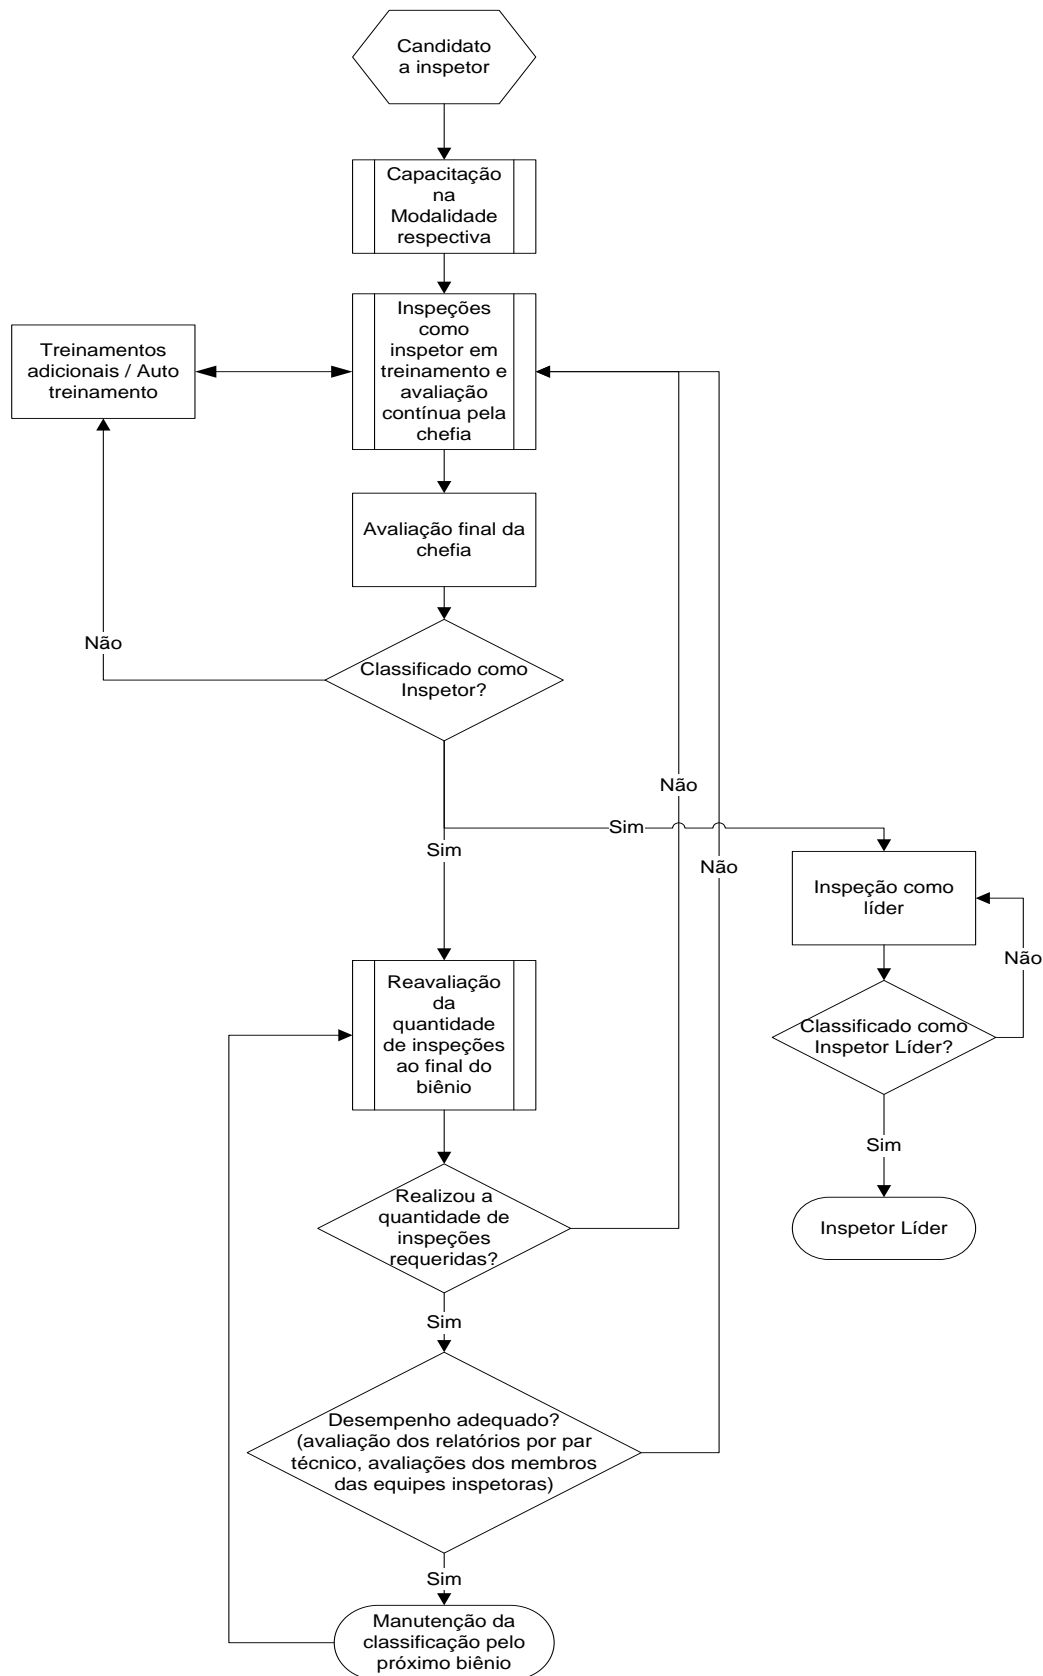 Candidato
a inspetor
Capacitação
na
Modalidade
respectiva
Inspeções
como
inspetor em
treinamento e
avaliação
contínua pela
chefia
Treinamentos
adicionais / Auto
treinamento
Avaliação final da
chefia
Não
Classificado como
Inspetor?
Não
Sim
Sim
Não
Inspeção como
líder
Não
Reavaliação
da
quantidade
de inspeções
ao final do
biênio
Classificado como
Inspetor Líder?
Sim
Realizou a
quantidade de
inspeções
requeridas?
Inspetor Líder
Sim
Desempenho adequado?
(avaliação dos relatórios por par
técnico, avaliações dos membros
das equipes inspetoras)
Sim
Manutenção da
classificação pelo
próximo biênio